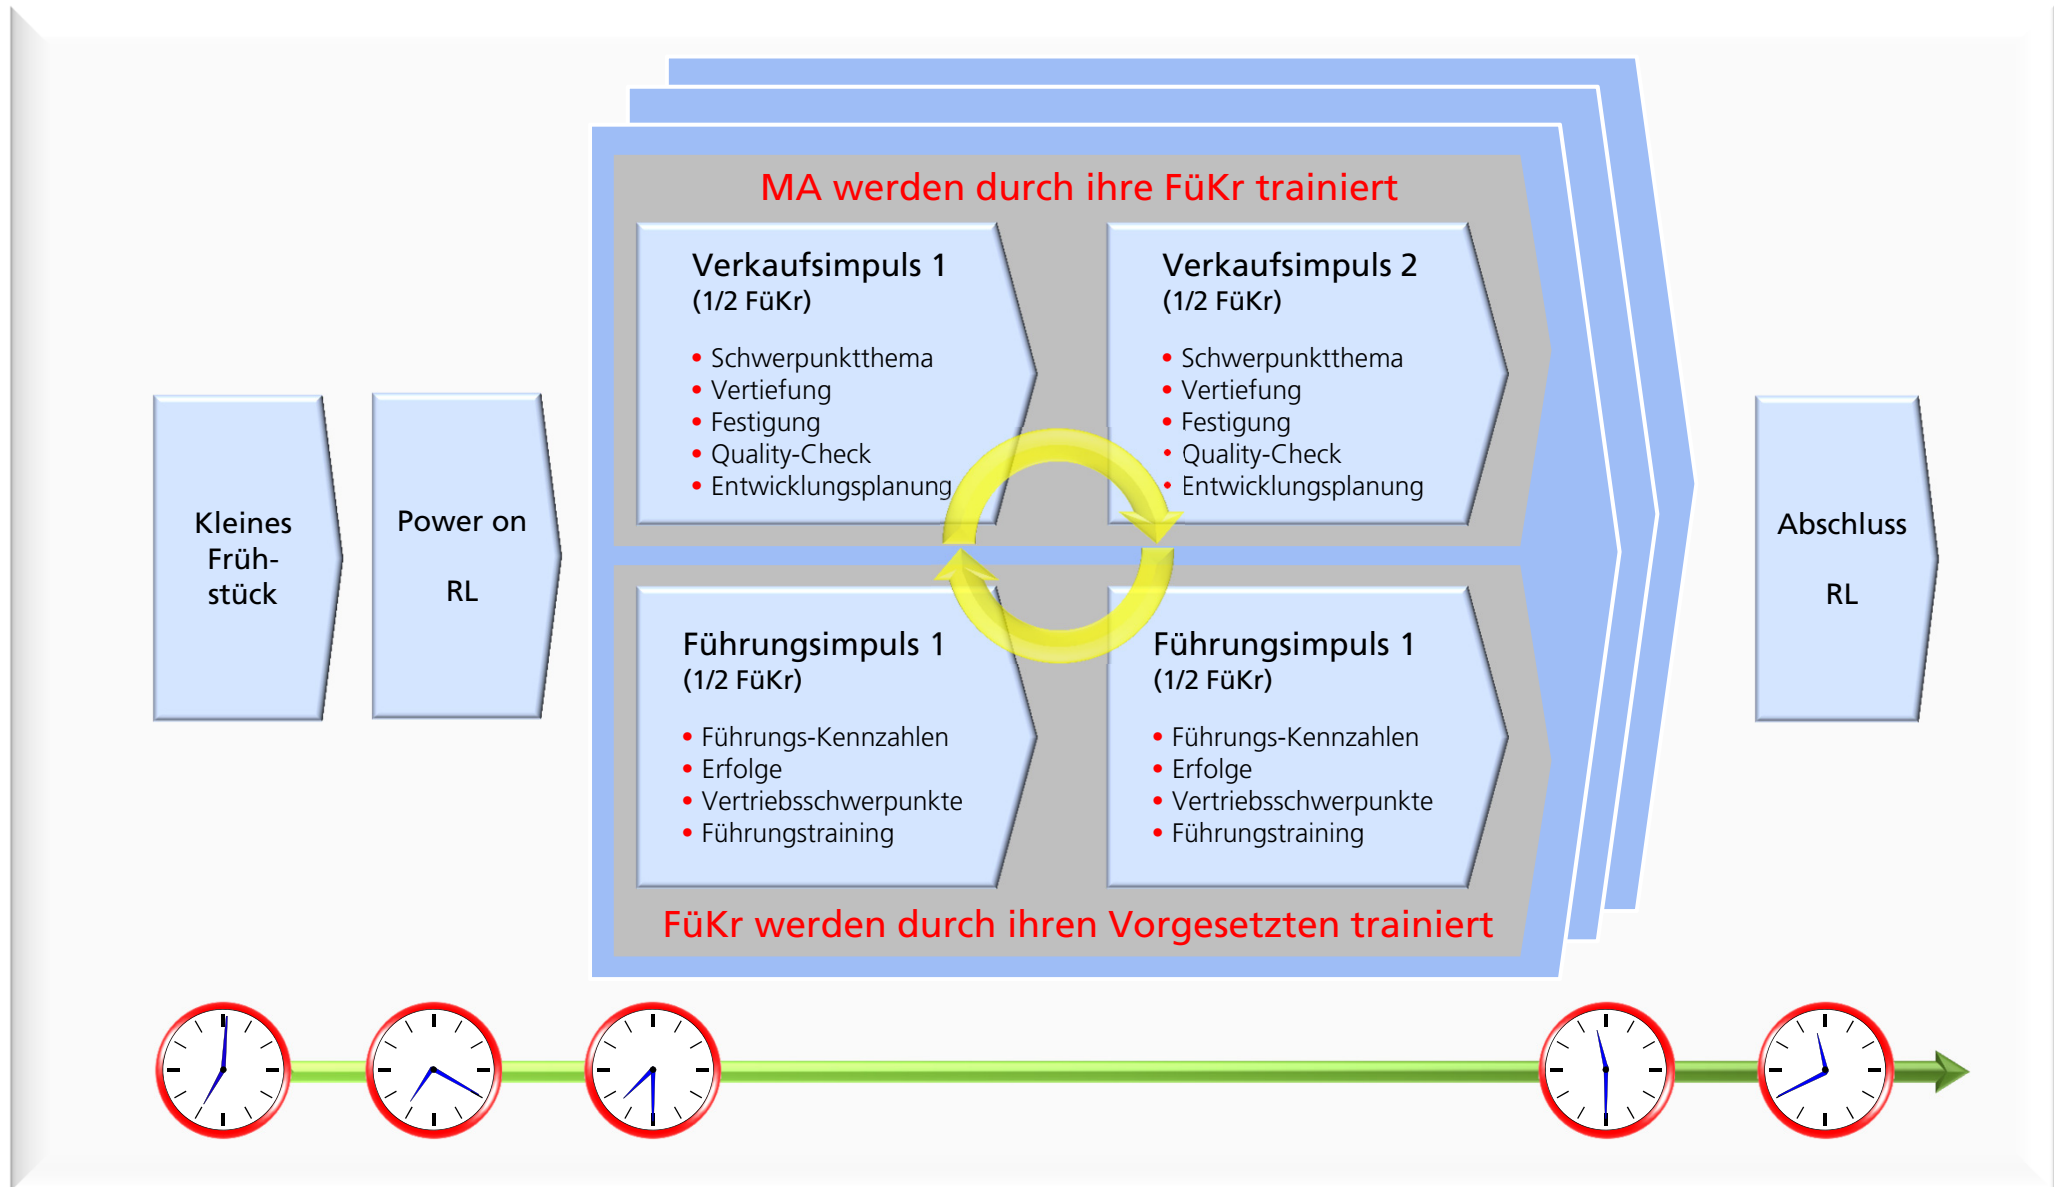 MA werden durch ihre FüKr trainiert
Verkaufsimpuls 1
(1/2 FüKr)
• Schwerpunktthema
• Vertiefung
• Festigung
• Quality-Check
• Entwicklungsplanung
Verkaufsimpuls 2
(1/2 FüKr)
• Schwerpunktthema
• Vertiefung
• Festigung
• Quality-Check
• Entwicklungsplanung
Kleines
Früh-
stück
Power on
RL
Führungsimpuls 1
(1/2 FüKr)
• Führungs-Kennzahlen
• Erfolge
• Vertriebsschwerpunkte
• Führungstraining
Führungsimpuls 1
(1/2 FüKr)
• Führungs-Kennzahlen
• Erfolge
• Vertriebsschwerpunkte
• Führungstraining
FüKr werden durch ihren Vorgesetzten trainiert
Abschluss
RL